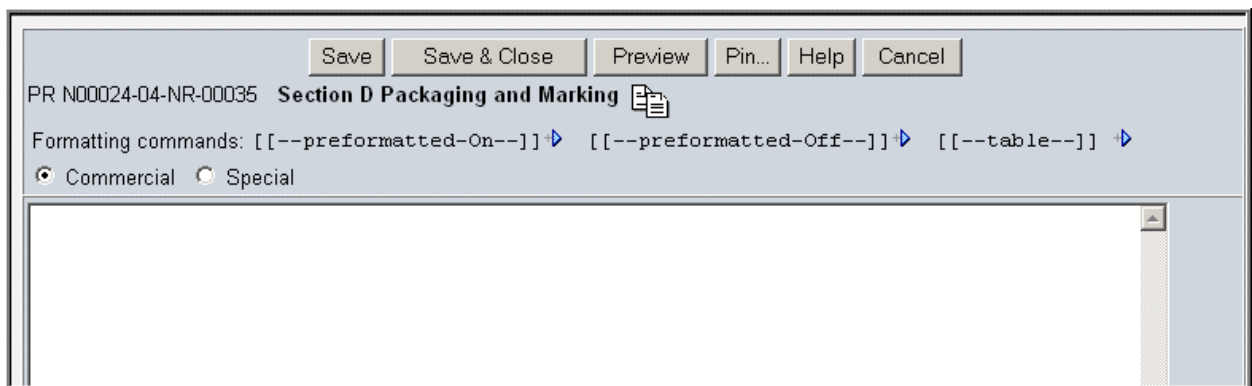 Save Save & Close Preview Pin... Help Cancel
PR N00024-04-NR-00035 Section D Packaging and Marking
Formatting commands: [[--preformatted-On--]] [[--preformatted-Off--]] [[--table--]]
Commercial Special